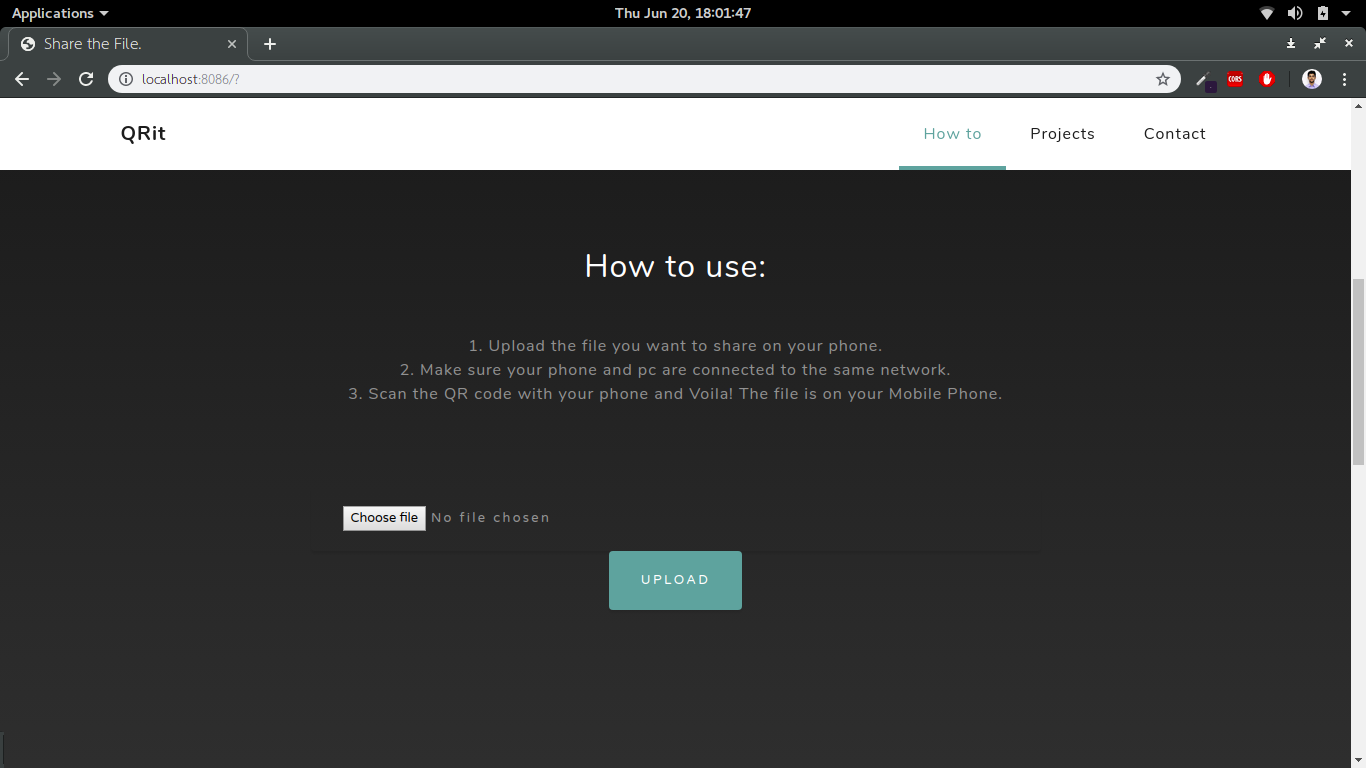 Applications
Thu Jun 20, 18:01:47
Share the File.
localhost:8086/?
CORS
QRit
How to
Projects
Contact
How to use:
1. Upload the file you want to share on your phone.
2. Make sure your phone and pc are connected to the same network.
3. Scan the QR code with your phone and Voila! The file is on your Mobile Phone.
Choose file No file chosen
UPLOAD